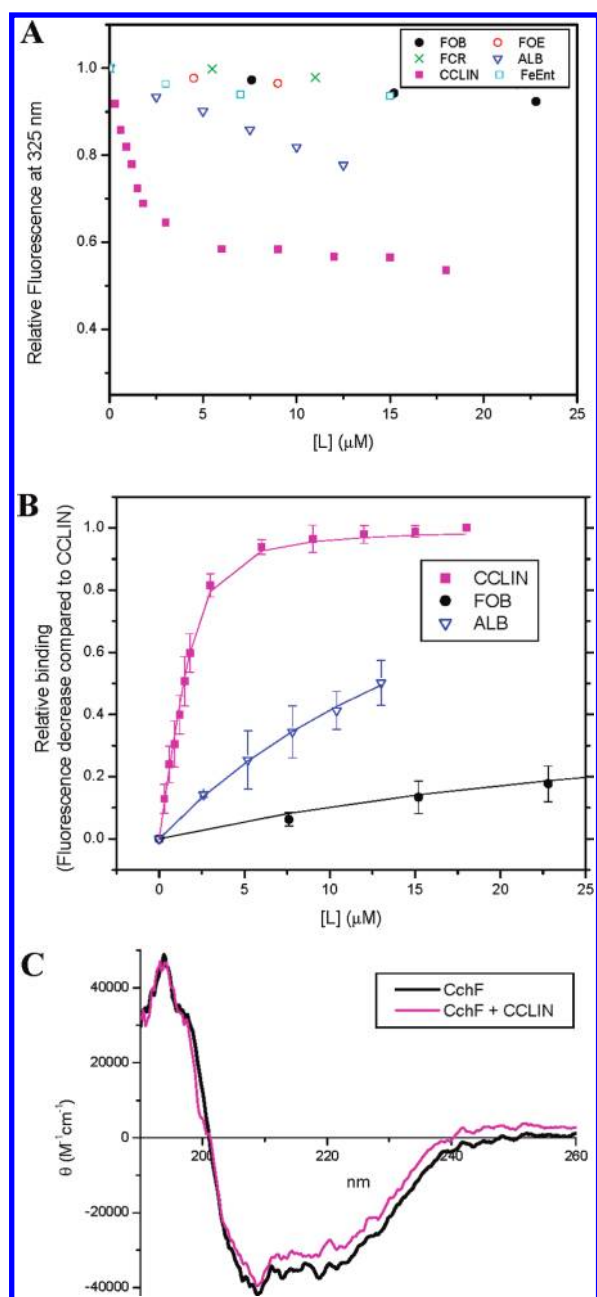 A
1.0
0.8
0.6
0.4
Relative Fluorescence at 325 nm
FOB FOE
FCR ALB
CCLIN FeEnt
0 5 10 15 20 25
[L] (μM)
B
1.0
0.8
0.6
0.4
0.2
0.0
Relative binding
(Fluorescence decrease compared to CCLIN)
CCLIN
FOB
ALB
0 5 10 15 20 25
[L] (μM)
C
40000
20000
0
-20000
-40000
θ (M⁻¹cm⁻¹)
CchF
CchF + CCLIN
200 220 240 260
nm